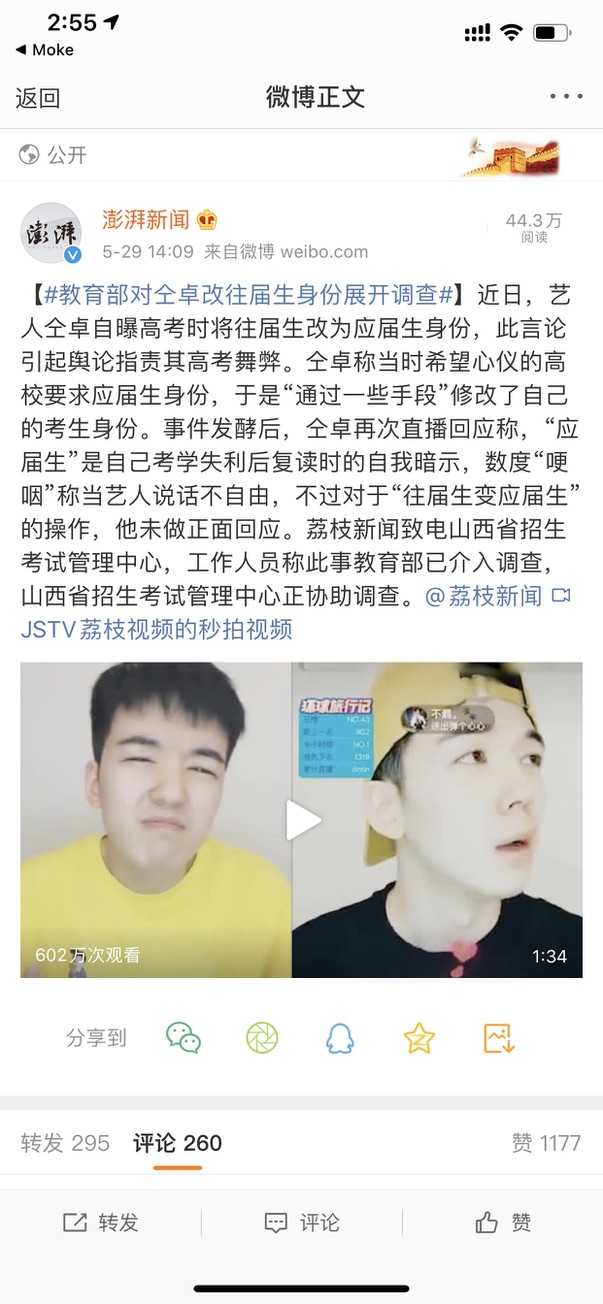 2:55
Moke
返回
微博正文
公开
澎湃
澎湃新闻
44.3万
阅读
5-29 14:09 来自微博 weibo.com
【#教育部对仝卓改往届生身份展开调查#】近日，艺
人仝卓自曝高考时将往届生改为应届生身份，此言论
引起舆论指责其高考舞弊。仝卓称当时希望心仪的高
校要求应届生身份，于是“通过一些手段”修改了自己
的考生身份。事件发酵后，仝卓再次直播回应称，“应
届生”是自己考学失利后复读时的自我暗示，数度“哽
咽”称当艺人说话不自由，不过对于“往届生变应届生”
的操作，他未做正面回应。荔枝新闻致电山西省招生
考试管理中心，工作人员称此事教育部已介入调查，
山西省招生考试管理中心正协助调查。@荔枝新闻
JSTV荔枝视频的秒拍视频
环球旅行记
NO.43
902
NO.1
1319
不羁。
送出弹个心心
602万次观看
1:34
分享到
转发 295
评论 260
赞 1177
转发
评论
赞